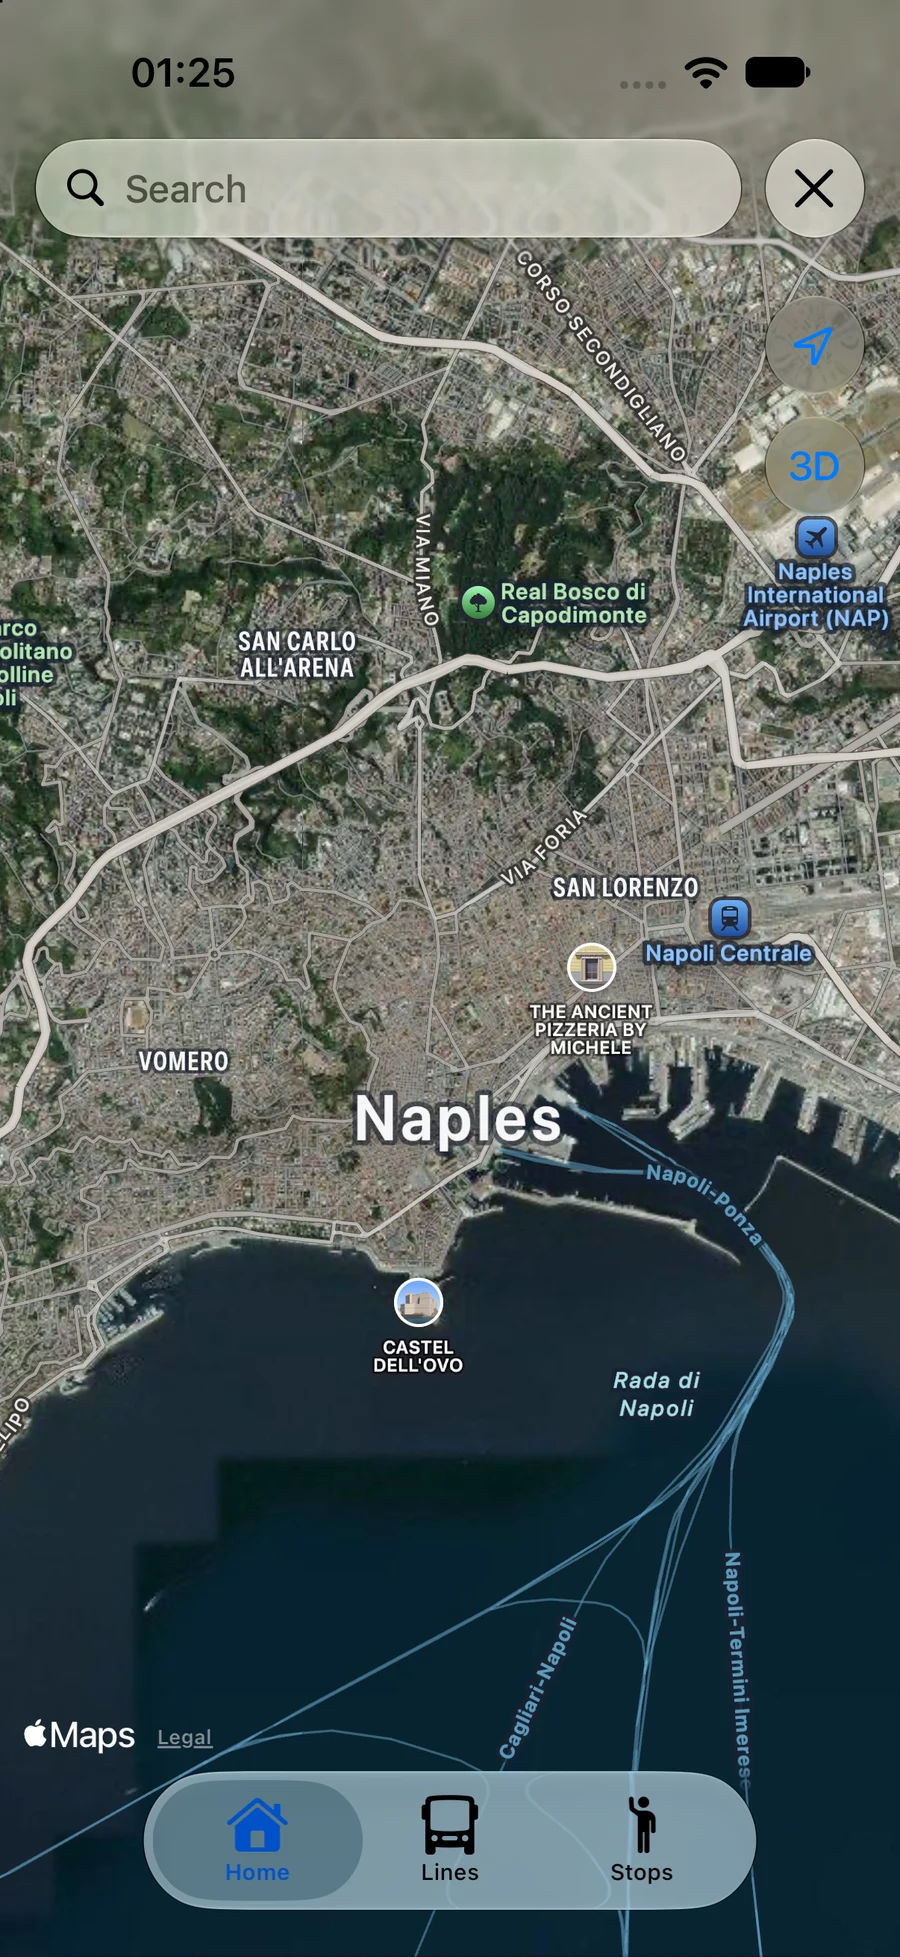 01:25
Search
CORSO SECONDIGLIANO
3D
VIA MIANO
Naples
International
Airport (NAP)
Real Bosco di
Capodimonte
SAN CARLO
ALL'ARENA
VIA FORIA
SAN LORENZO
Napoli Centrale
THE ANCIENT
PIZZERIA BY
MICHELE
VOMERO
Naples
Napoli-Ponza
CASTEL
DELL'OVO
Rada di
Napoli
Cagliari-Napoli
Napoli-Termini Imerese
Maps
Legal
Home
Lines
Stops